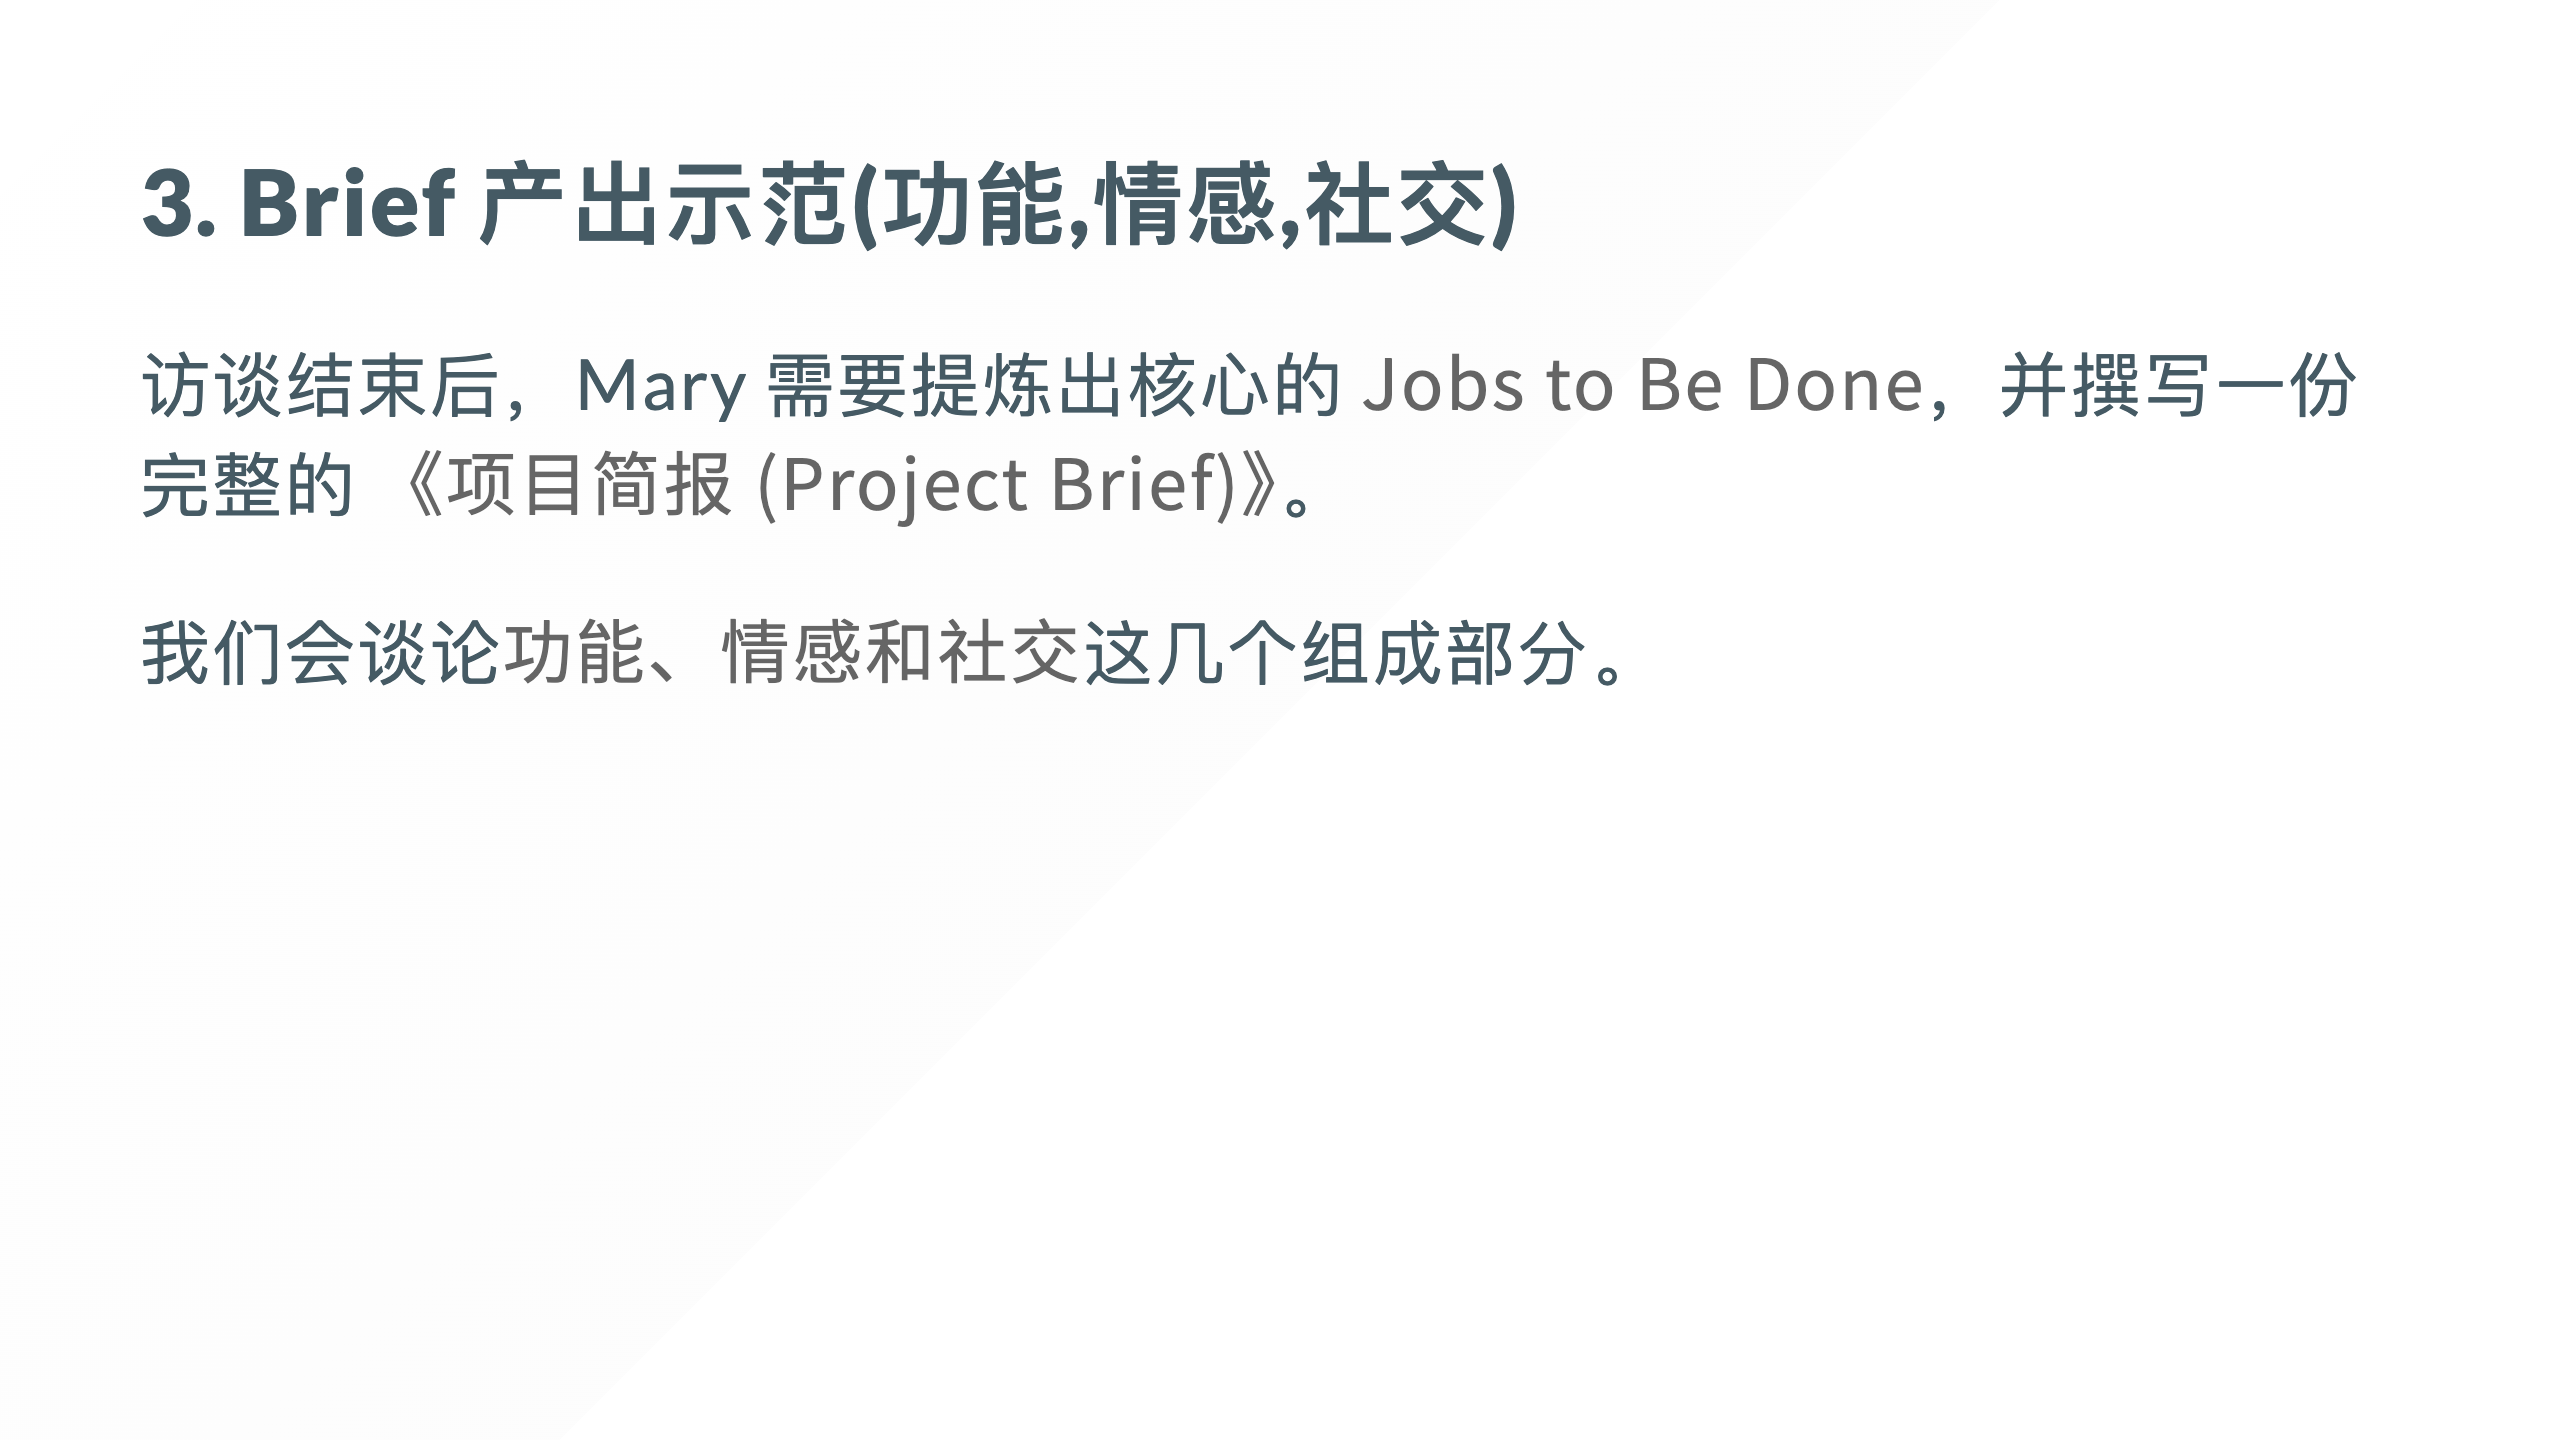 3. Brief 产出示范(功能,情感,社交)
访谈结束后，Mary 需要提炼出核心的 Jobs to Be Done，并撰写一份
完整的 《项目简报 (Project Brief)》。
我们会谈论功能、情感和社交这几个组成部分。